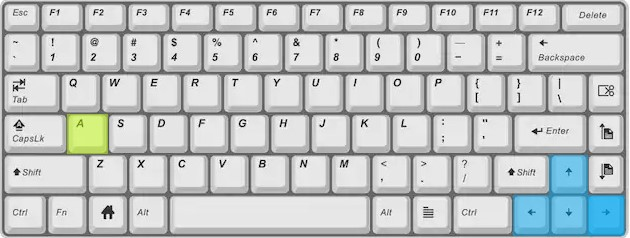 Esc F1 F2 F3 F4 F5 F6 F7 F8 F9 F10 F11 F12 Delete
~ ! @ # $ % ^ & * ( ) — +
` 1 2 3 4 5 6 7 8 9 0 - = Backspace
Tab Q W E R T Y U I O P { } |
[ ] \
CapsLk A S D F G H J K L : " Enter
; '
Shift Z X C V B N M < > ? Shift
, . /
Ctrl Fn Alt Alt Ctrl